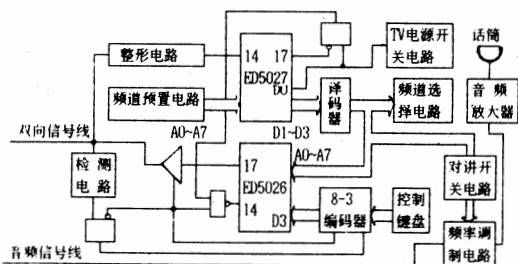 整形电路
14 17
ED5027
DU
TV电源开
关电路
话筒
频道预置电路
译码器
频道选
择电路
音频
放大器
双向信号线
A0~A7
D1~D3
A0~A7
检测
电路
17
ED5026
14
D3
8-3
编码器
控制
键盘
对讲开
关电路
频率调
制电路
音频信号线